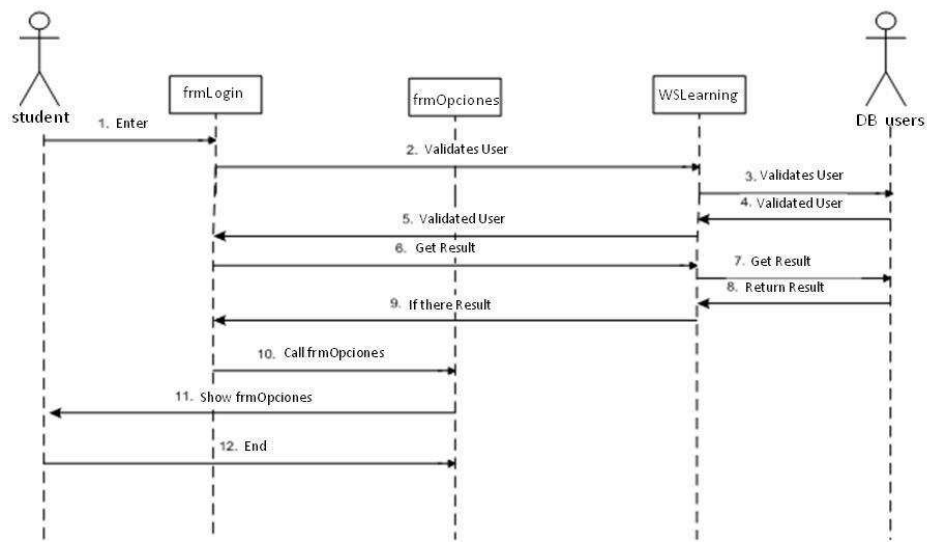 student
frmLogin
frmOpciones
WSLearning
DB users
1. Enter
2. Validates User
3. Validates User
4. Validated User
5. Validated User
6. Get Result
7. Get Result
8. Return Result
9. If there Result
10. Call frmOpciones
11. Show frmOpciones
12. End